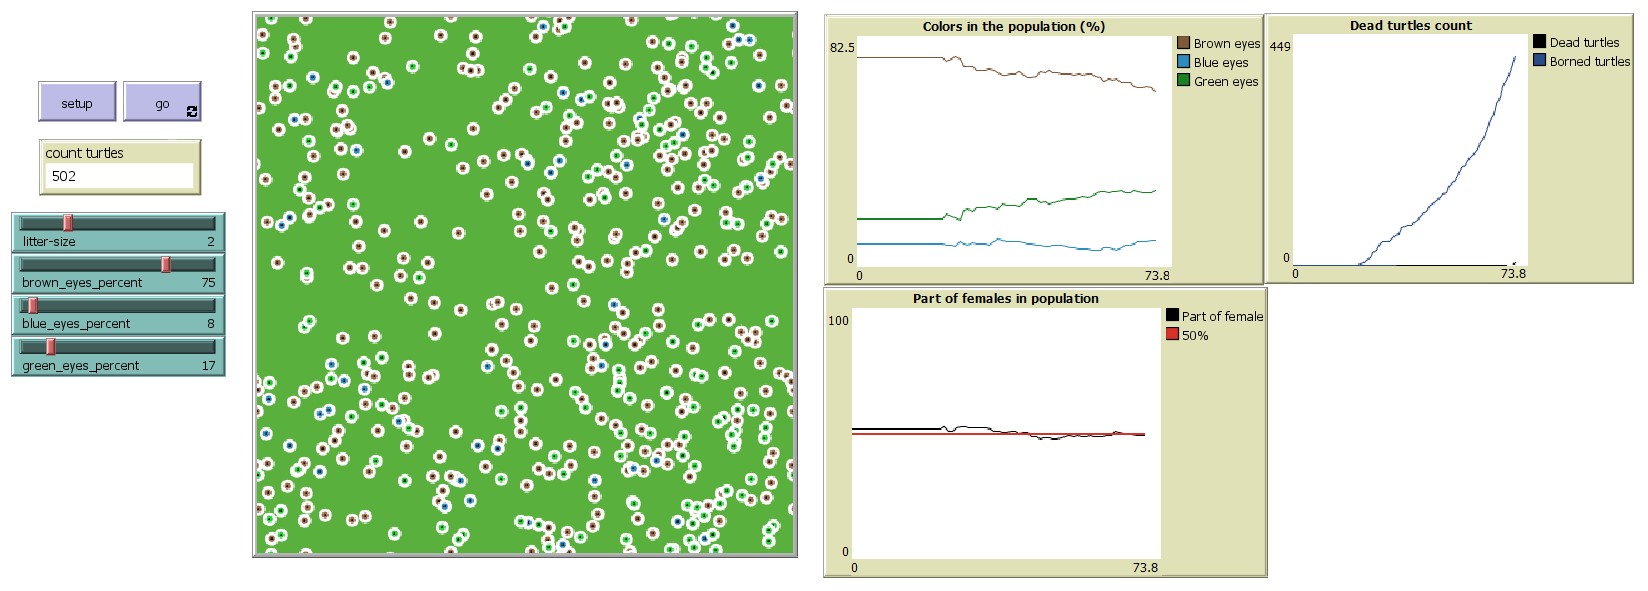 setup
go
count turtles
502
litter-size 2
brown_eyes_percent 75
blue_eyes_percent 8
green_eyes_percent 17
Colors in the population (%)
82.5
0
0 73.8
Brown eyes
Blue eyes
Green eyes
Dead turtles count
449
0
0 73.8
Dead turtles
Borned turtles
Part of females in population
100
0
0 73.8
Part of female
50%